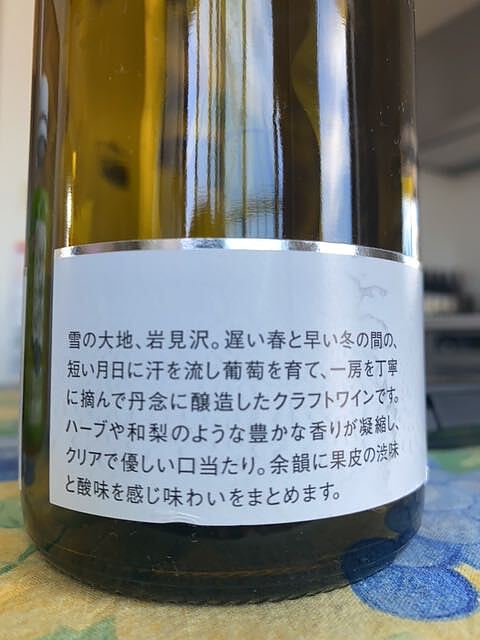 雪の大地、岩見沢。遅い春と早い冬の間の、
短い月日に汗を流し葡萄を育て、一房を丁寧
に摘んで丹念に醸造したクラフトワインです。
ハーブや和梨のような豊かな香りが凝縮し、
クリアで優しい口当たり。余韻に果皮の渋味
と酸味を感じ味わいをまとめます。